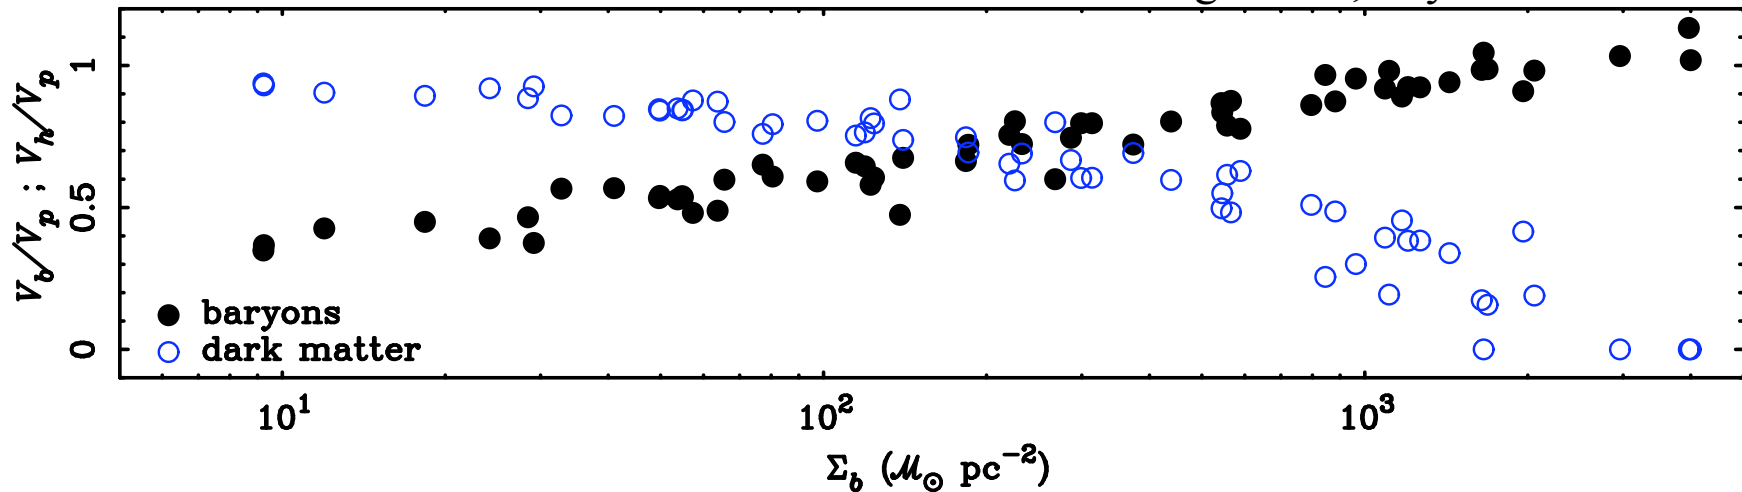 1
0.5
0
V_b/V_p ; V_h/V_p
baryons
dark matter
10^1 10^2 10^3
Σ_b (ℳ_⊙ pc^{-2})